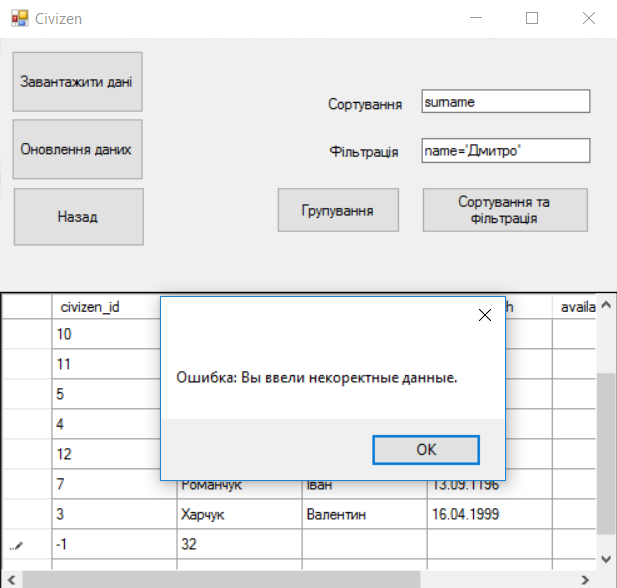 Civizen
Завантажити дані
Сортування surname
Оновлення даних
Фільтрація name='Дмитро'
Назад
Групування
Сортування та
фільтрація
civizen_id h availa
10
11
Ошибка: Вы ввели некоректные данные.
5
4
12
OK
7 Романчук Іван 13.09.1196
3 Харчук Валентин 16.04.1999
-1 32